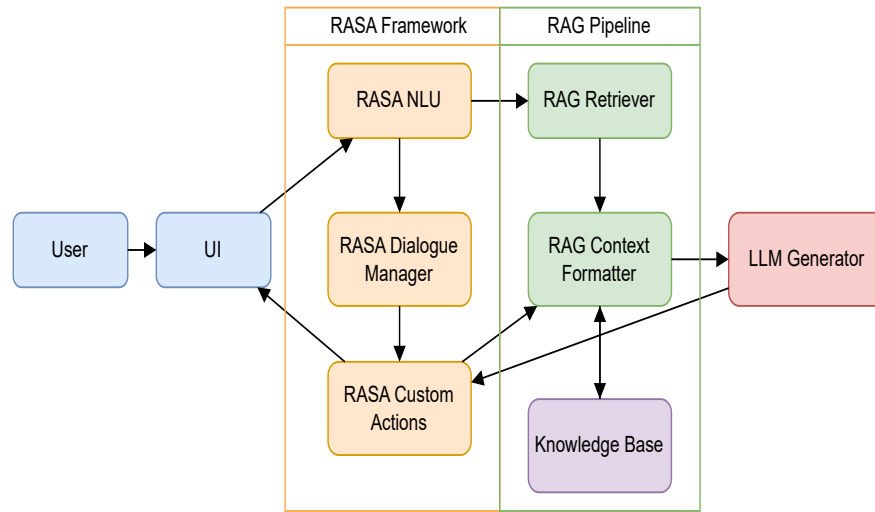 RASA Framework
RAG Pipeline
RASA NLU
RAG Retriever
User
UI
RASA Dialogue
Manager
RAG Context
Formatter
LLM Generator
RASA Custom
Actions
Knowledge Base